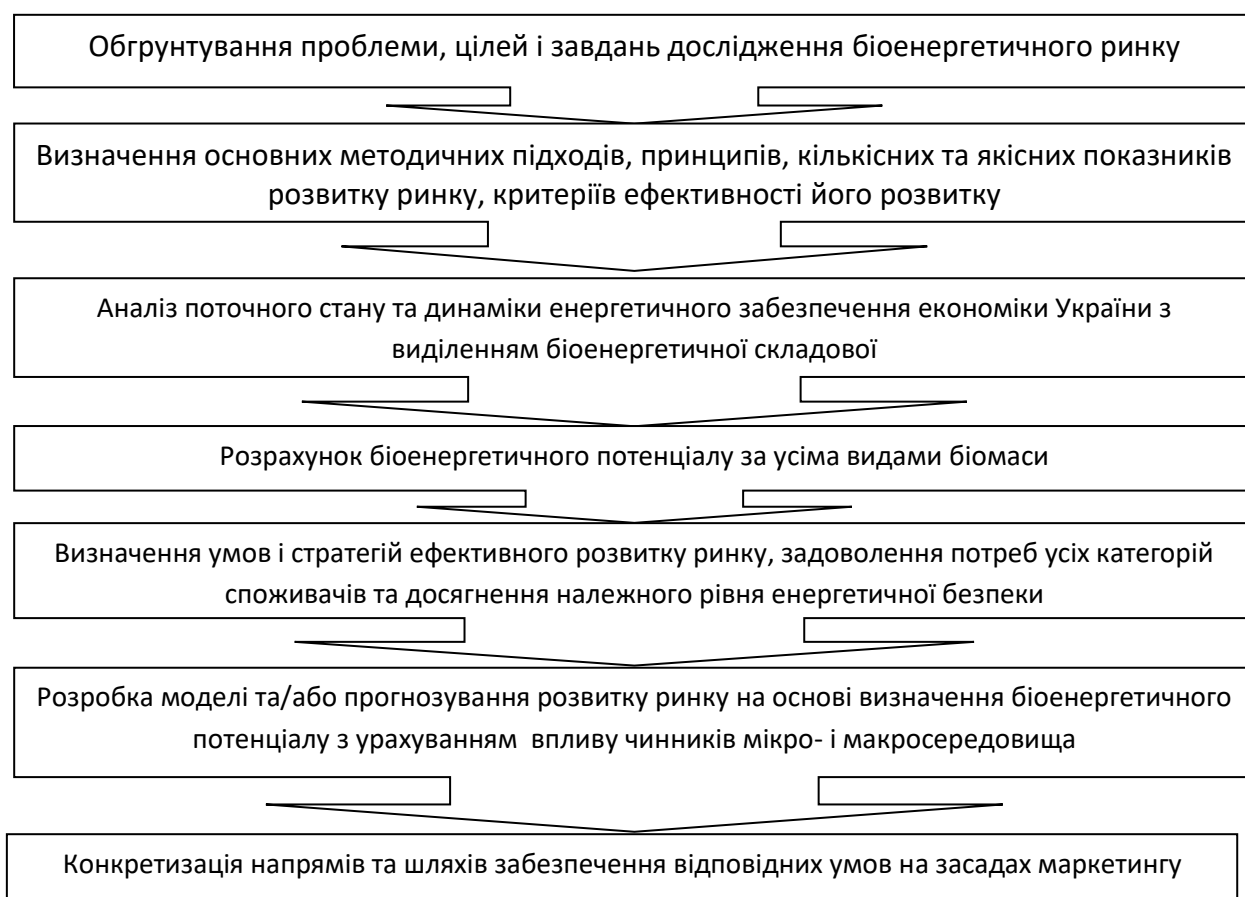 Обгрунтування проблеми, цілей і завдань дослідження біоенергетичного ринку
Визначення основних методичних підходів, принципів, кількісних та якісних показників
розвитку ринку, критеріїв ефективності його розвитку
Аналіз поточного стану та динаміки енергетичного забезпечення економіки України з
виділенням біоенергетичної складової
Розрахунок біоенергетичного потенціалу за усіма видами біомаси
Визначення умов і стратегій ефективного розвитку ринку, задоволення потреб усіх категорій
споживачів та досягнення належного рівня енергетичної безпеки
Розробка моделі та/або прогнозування розвитку ринку на основі визначення біоенергетичного
потенціалу з урахуванням впливу чинників мікро- і макросередовища
Конкретизація напрямів та шляхів забезпечення відповідних умов на засадах маркетингу